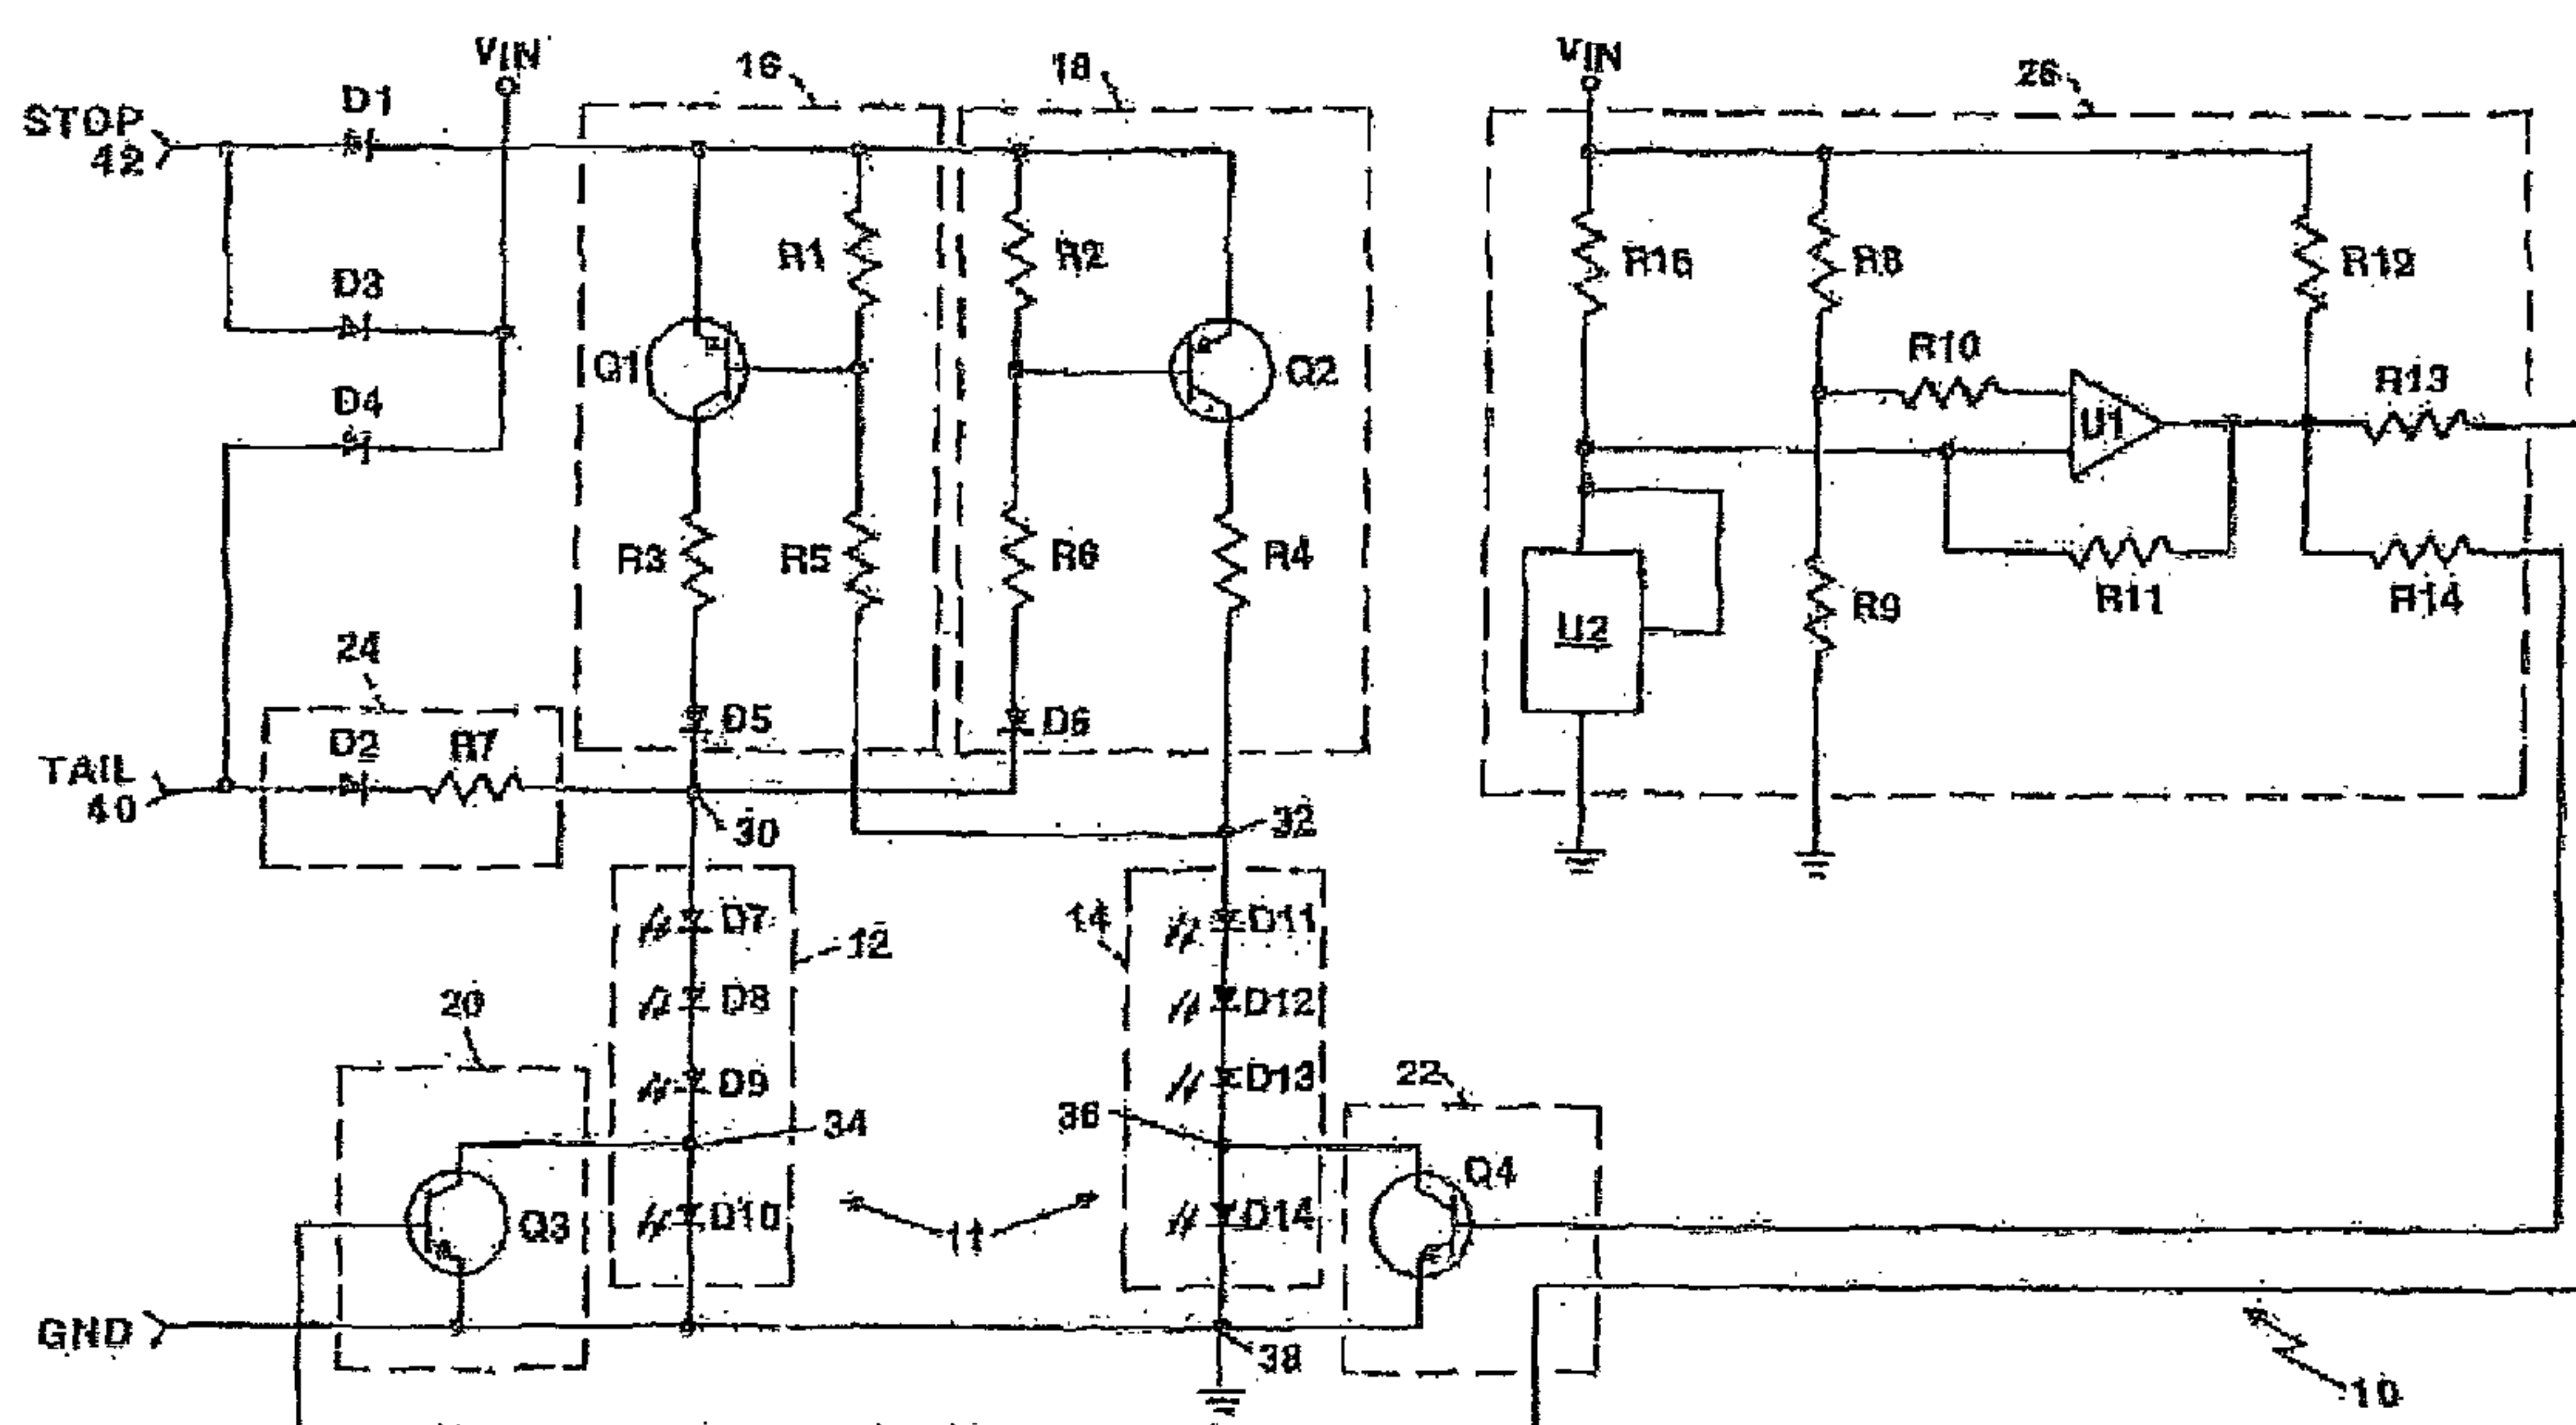 VIN
VIN
16
18
26
STOP
42
D1
D3
D4
R1
R2
R16
R8
R12
Q1
Q2
R10
U1
R13
R3
R5
R6
R4
U2
R9
R11
R14
24
D2
R7
D5
D6
TAIL
40
30
32
D7
12
14
D11
D8
D12
20
D9
D13
22
34
36
Q4
Q3
D10
11
D14
GND
38
10